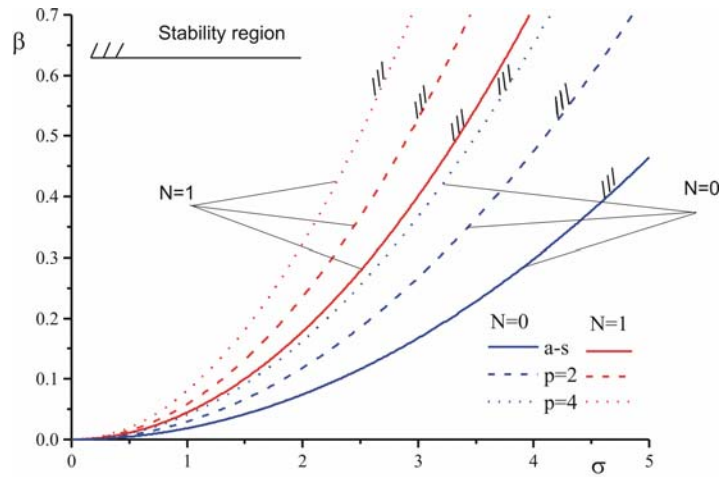 0.7
Stability region
β
0.6
0.5
0.4
N=1
N=0
0.3
N=0 N=1
0.2
a-s
p=2
0.1
p=4
0.0
0 1 2 3 4 σ 5